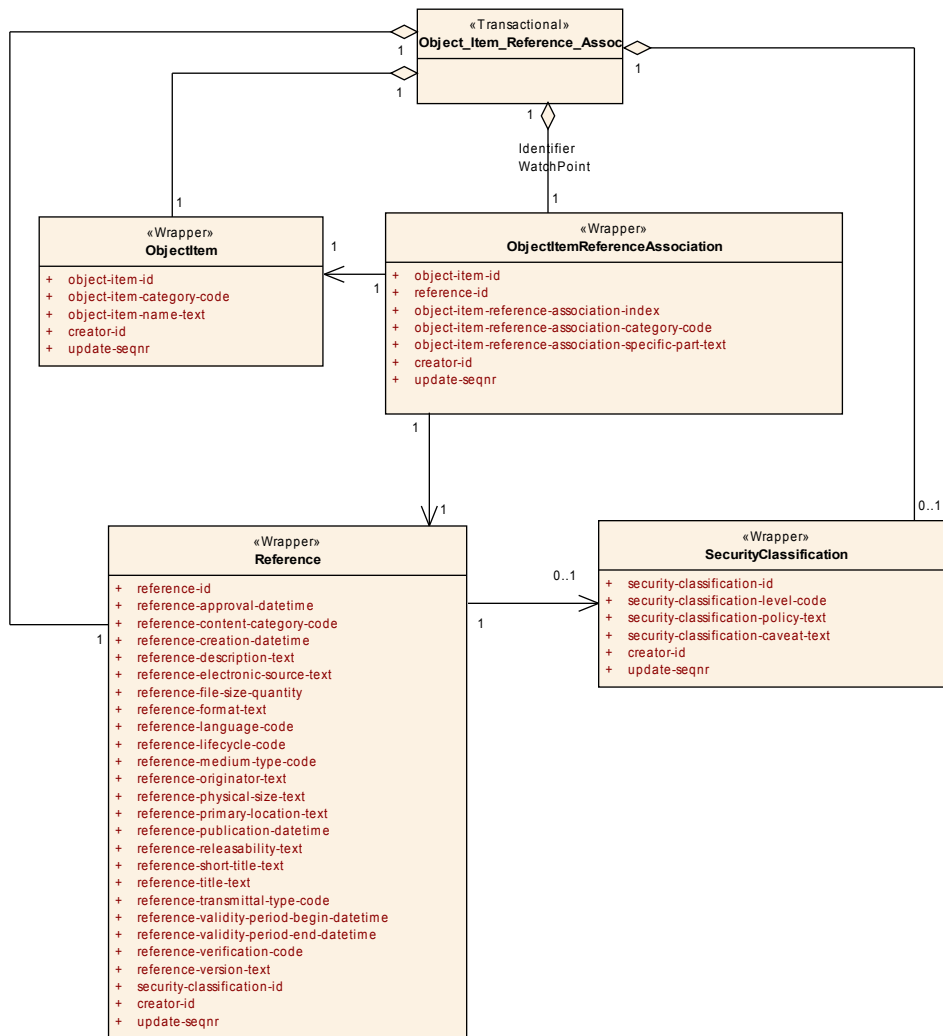 «Transactional»
Object_Item_Reference_Assoc
1
1
1
1
Identifier
WatchPoint
1
1
«Wrapper»
ObjectItem
+ object-item-id
+ object-item-category-code
+ object-item-name-text
+ creator-id
+ update-seqnr
1
1
«Wrapper»
ObjectItemReferenceAssociation
+ object-item-id
+ reference-id
+ object-item-reference-association-index
+ object-item-reference-association-category-code
+ object-item-reference-association-specific-part-text
+ creator-id
+ update-seqnr
1
1
0..1
«Wrapper»
Reference
+ reference-id
+ reference-approval-datetime
+ reference-content-category-code
+ reference-creation-datetime
+ reference-description-text
+ reference-electronic-source-text
+ reference-file-size-quantity
+ reference-format-text
+ reference-language-code
+ reference-lifecycle-code
+ reference-medium-type-code
+ reference-originator-text
+ reference-physical-size-text
+ reference-primary-location-text
+ reference-publication-datetime
+ reference-releasability-text
+ reference-short-title-text
+ reference-title-text
+ reference-transmittal-type-code
+ reference-validity-period-begin-datetime
+ reference-validity-period-end-datetime
+ reference-verification-code
+ reference-version-text
+ security-classification-id
+ creator-id
+ update-seqnr
1
0..1
1
«Wrapper»
SecurityClassification
+ security-classification-id
+ security-classification-level-code
+ security-classification-policy-text
+ security-classification-caveat-text
+ creator-id
+ update-seqnr